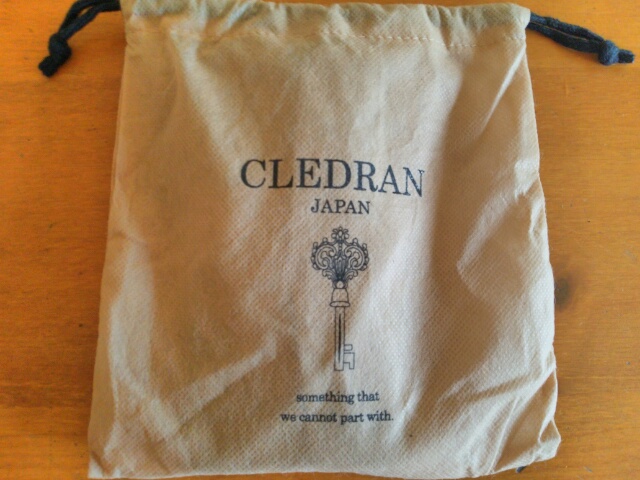 CLEDRAN
JAPAN
something that
we cannot part with.